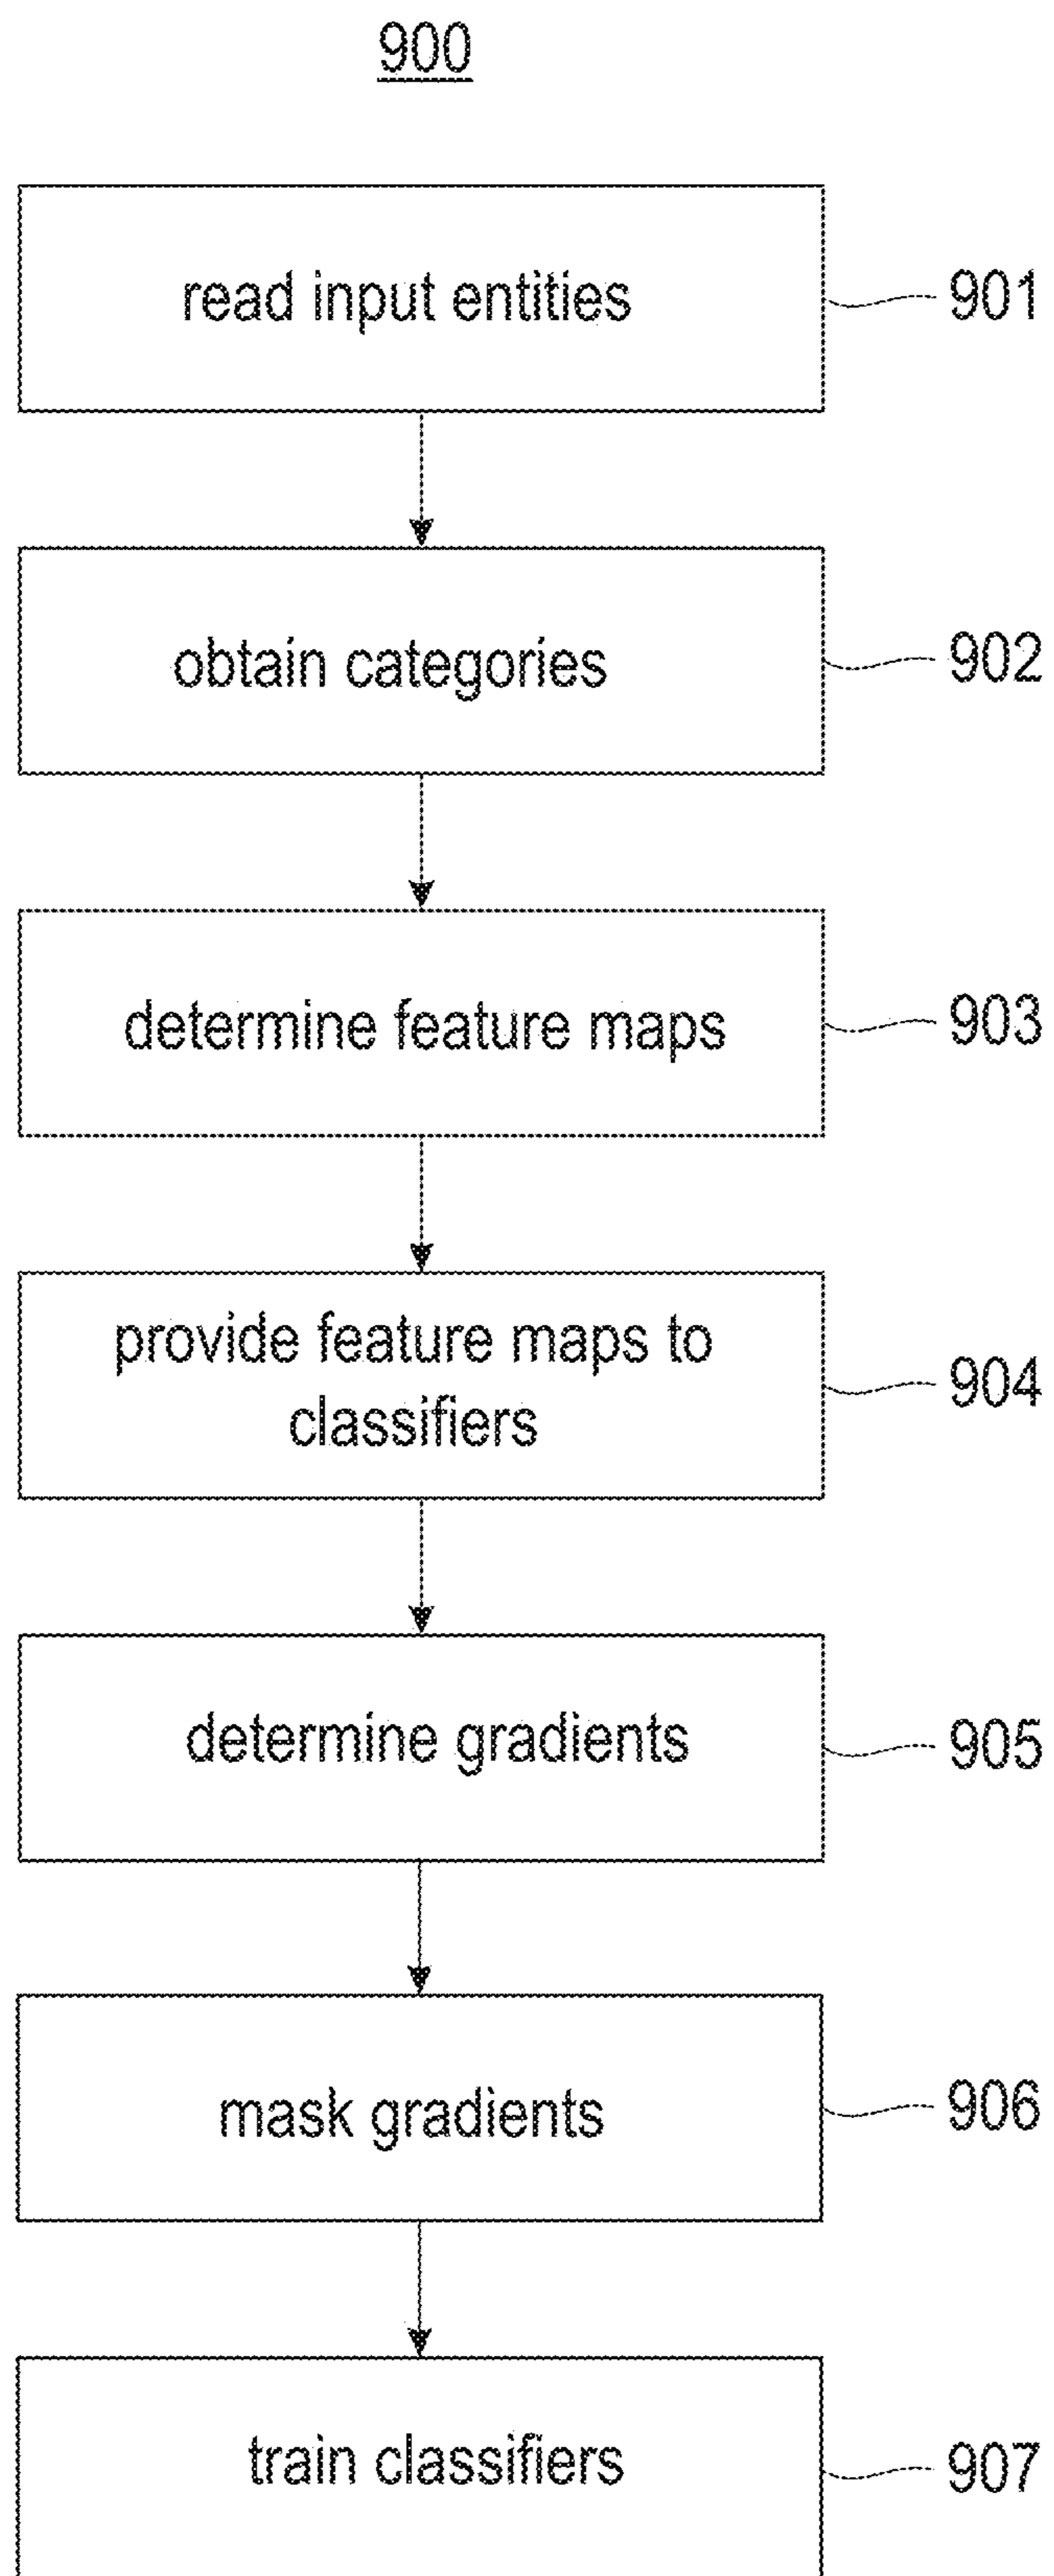 900
read input entities
901
obtain categories
902
determine feature maps
903
provide feature maps to
classifiers
904
determine gradients
905
mask gradients
906
train classifiers
907